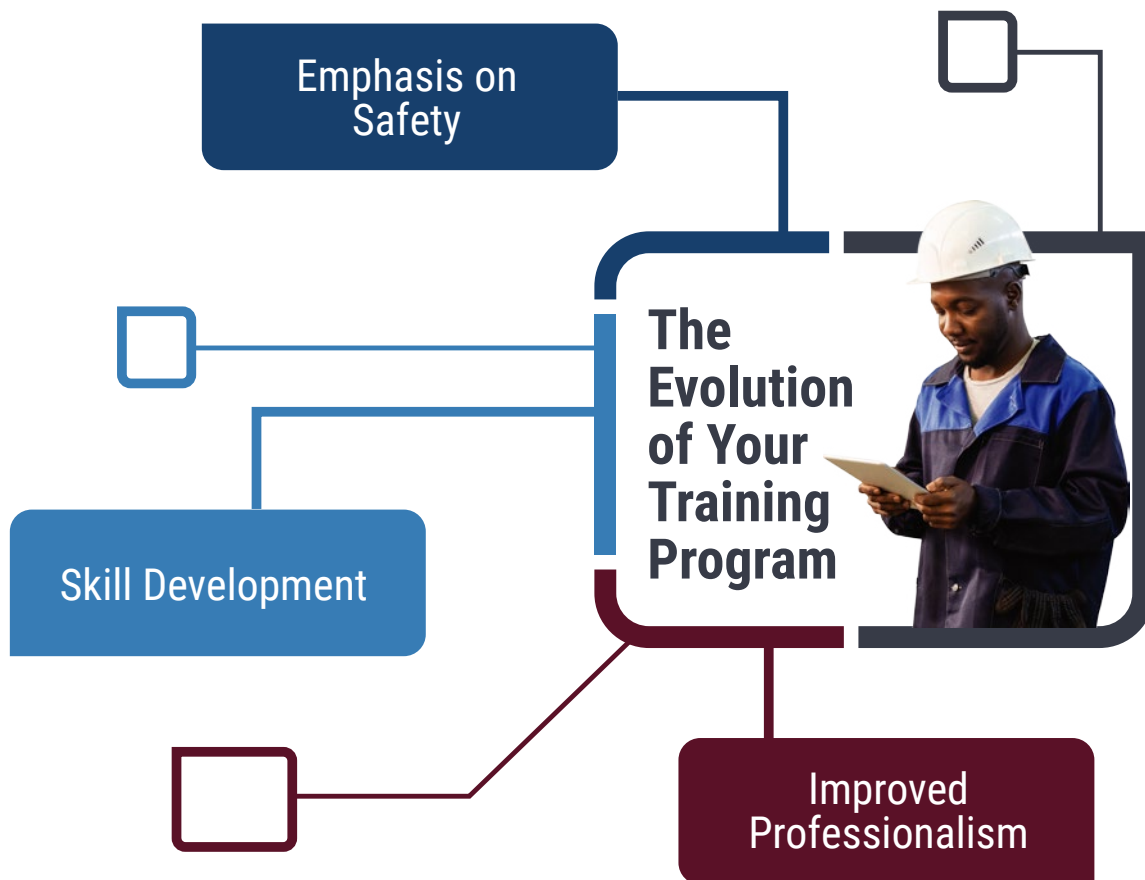 Emphasis on
Safety
The
Evolution
of Your
Training
Program
Skill Development
Improved
Professionalism